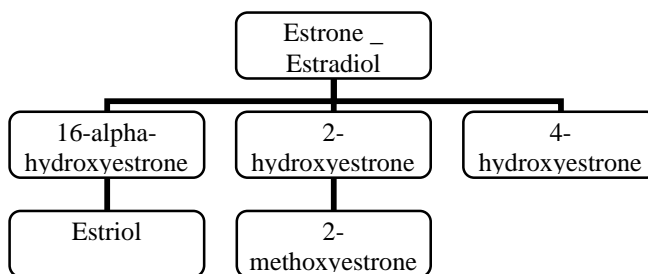 Estrone _
Estradiol
16-alpha-
hydroxyestrone
2-
hydroxyestrone
4-
hydroxyestrone
Estriol
2-
methoxyestrone